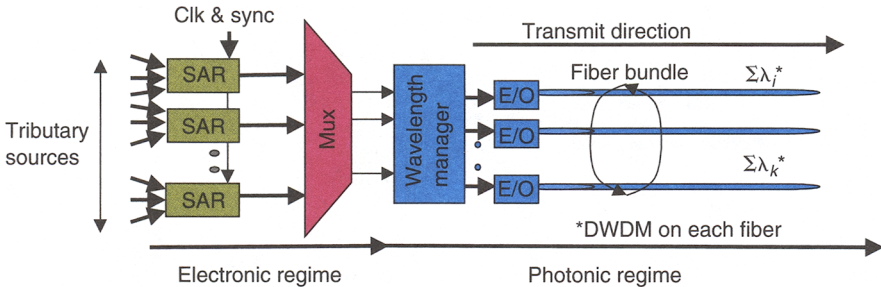 Clk & sync
Transmit direction
Fiber bundle
Σλi*
SAR
E/O
Tributary
sources
SAR
Mux
Wavelength
manager
E/O
SAR
E/O
Σλk*
*DWDM on each fiber
Electronic regime
Photonic regime